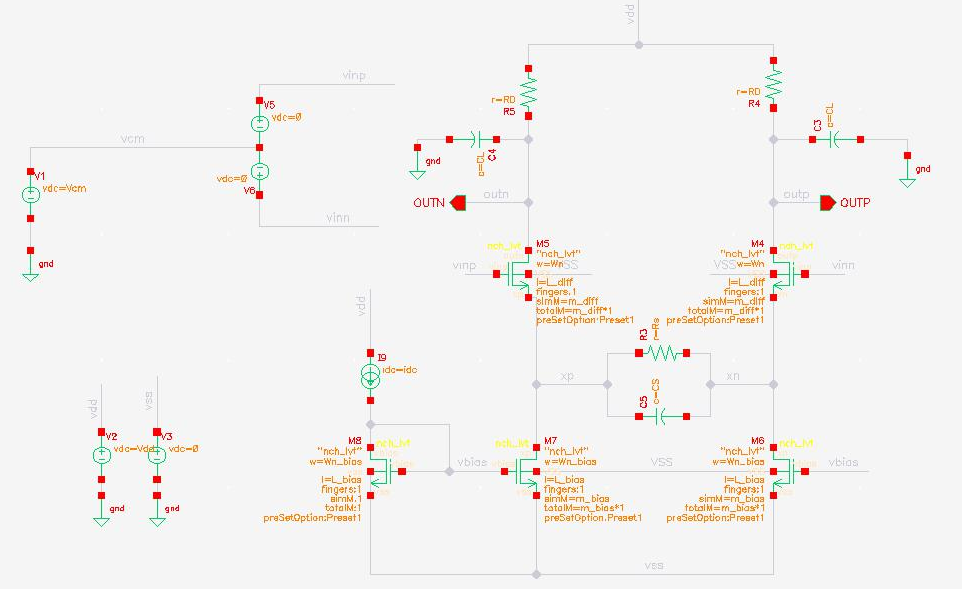 vdd
vinp
V5
vdc=0
vcm
V1
vdc=Vcm
vdc=0
V6
vinn
gnd
r=RD
R5
r=RD
R4
C4
c=CL
gnd
C3
c=CL
gnd
OUTN
outn
outp
OUTP
nch_lvt
M5
"nch_lvt"
w=Wn
l=L_diff
fingers:1
simM=m_diff
totalM=m_diff*1
preSetOption:Preset1
vinp
VSS
M4
nch_lvt
"nch_lvt"
w=Wn
l=L_diff
fingers:1
simM=m_diff
totalM=m_diff*1
preSetOption:Preset1
VSS
vinn
vdd
I9
idc=idc
R3
r=Rs
xp
xn
C5
c=CS
vdd
vss
V2
vdc=Vdd
V3
vdc=0
gnd
gnd
M8
nch_lvt
"nch_lvt"
w=Wn_bias
l=L_bias
fingers:1
simM:1
totalM:1
preSetOption:Preset1
vbias
nch_lvt
M7
"nch_lvt"
w=Wn_bias
l=L_bias
fingers:1
simM=m_bias
totalM=m_bias*1
preSetOption:Preset1
VSS
M6
nch_lvt
"nch_lvt"
w=Wn_bias
l=L_bias
fingers:1
simM=m_bias
totalM=m_bias*1
preSetOption:Preset1
vbias
vss